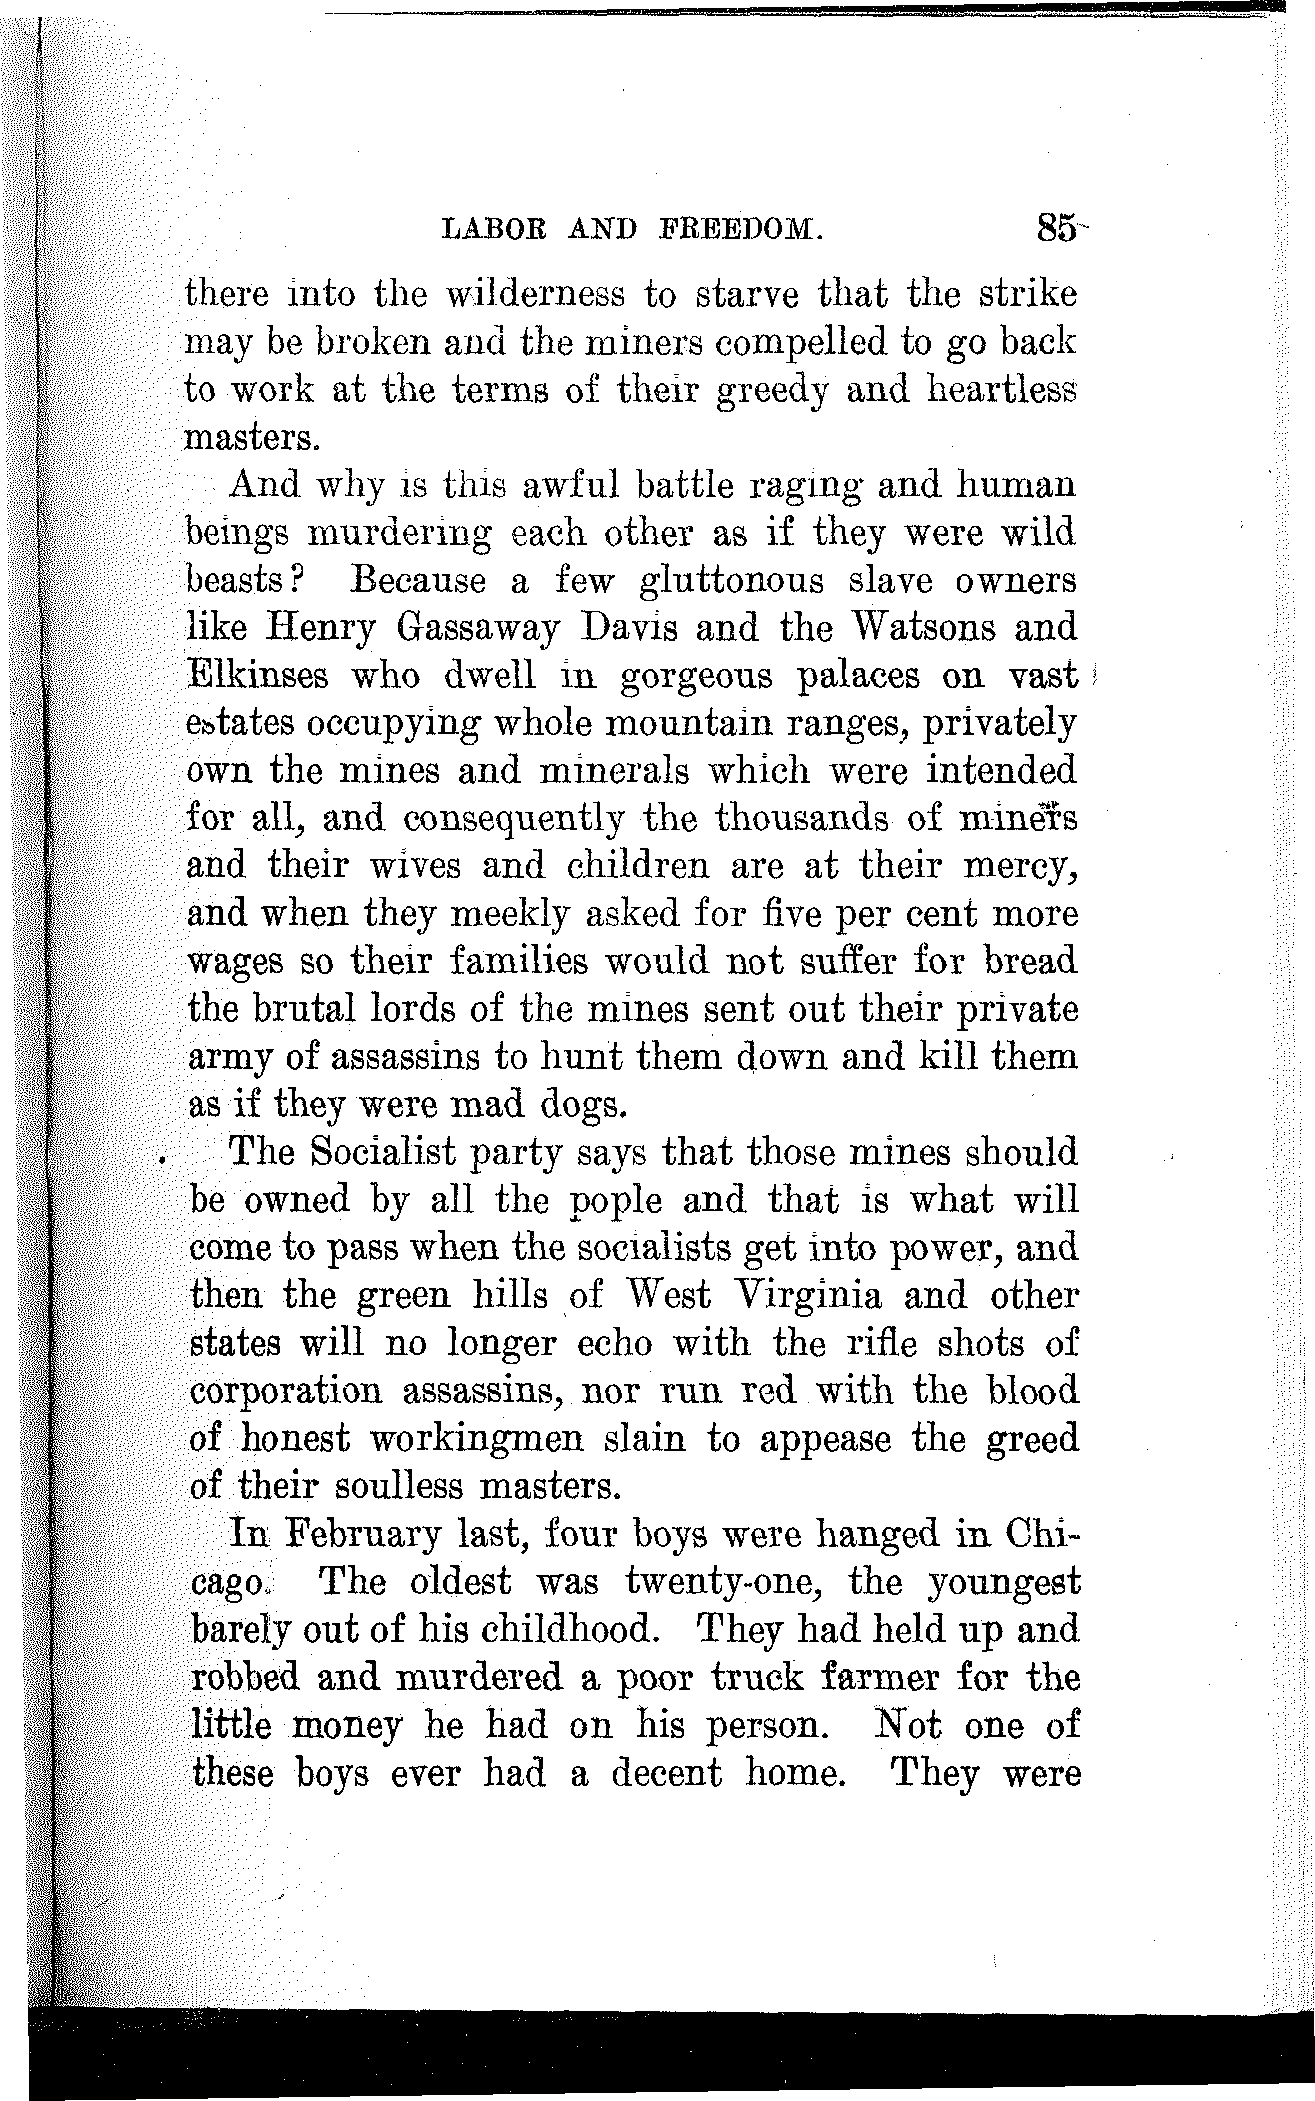 LABOR AND FREEDOM. 85
there into the wilderness to starve that the strike
may be broken and the miners compelled to go back
to work at the terms of their greedy and heartless
masters.
And why is this awful battle raging and human
beings murdering each other as if they were wild
beasts? Because a few gluttonous slave owners
like Henry Gassaway Davis and the Watsons and
Elkinses who dwell in gorgeous palaces on vast
estates occupying whole mountain ranges, privately
own the mines and minerals which were intended
for all, and consequently the thousands of miners
and their wives and children are at their mercy,
and when they meekly asked for five per cent more
wages so their families would not suffer for bread
the brutal lords of the mines sent out their private
army of assassins to hunt them down and kill them
as if they were mad dogs.
The Socialist party says that those mines should
be owned by all the pople and that is what will
come to pass when the socialists get into power, and
then the green hills of West Virginia and other
states will no longer echo with the rifle shots of
corporation assassins, nor run red with the blood
of honest workingmen slain to appease the greed
of their soulless masters.
In February last, four boys were hanged in Chi-
cago. The oldest was twenty-one, the youngest
barely out of his childhood. They had held up and
robbed and murdered a poor truck farmer for the
little money he had on his person. Not one of
these boys ever had a decent home. They were